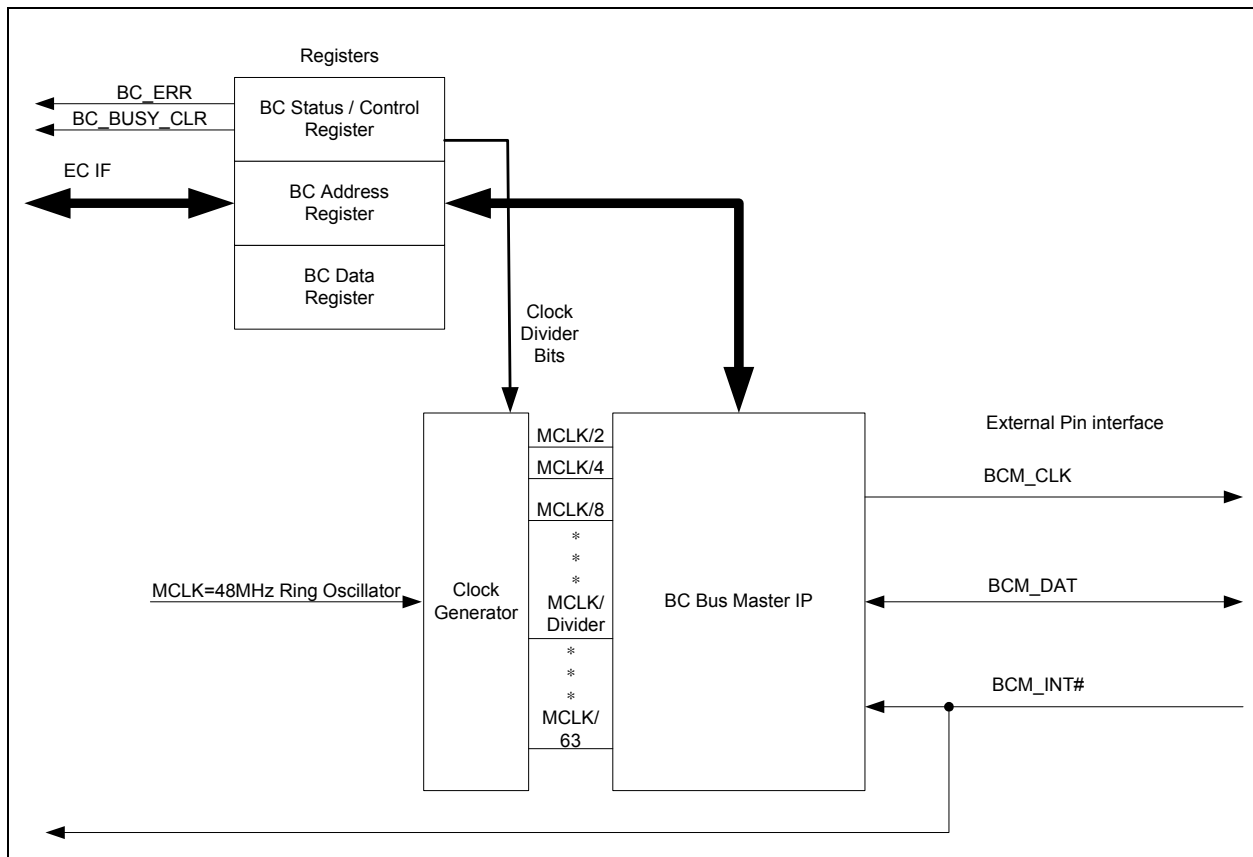 Registers
BC_ERR
BC_BUSY_CLR
BC Status / Control
Register
EC IF
BC Address
Register
BC Data
Register
Clock
Divider
Bits
External Pin interface
MCLK/2
MCLK/4
MCLK/8
*
*
*
MCLK/
Divider
*
*
*
MCLK/
63
MCLK=48MHz Ring Oscillator
Clock
Generator
BC Bus Master IP
BCM_CLK
BCM_DAT
BCM_INT#